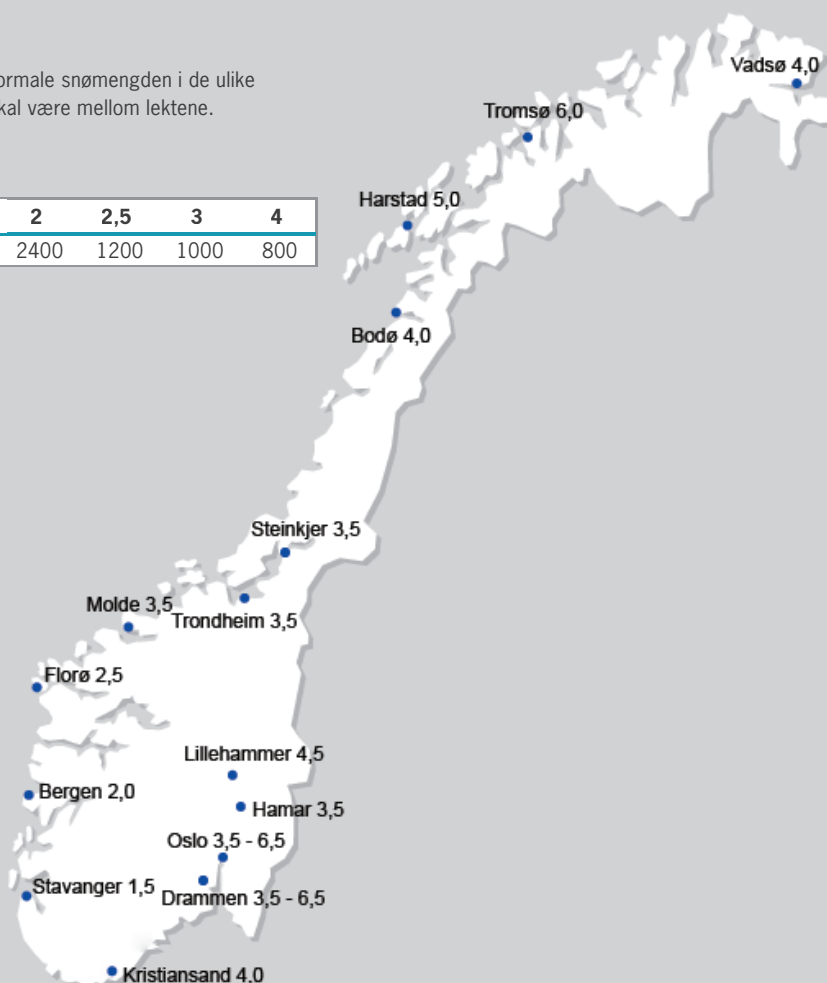 ormale snømengden i de ulike
kal være mellom lektene.
2 2,5 3 4
2400 1200 1000 800
Vadsø 4,0
Tromsø 6,0
Harstad 5,0
Bodø 4,0
Steinkjer 3,5
Molde 3,5
Trondheim 3,5
Florø 2,5
Lillehammer 4,5
Bergen 2,0
Hamar 3,5
Oslo 3,5 - 6,5
Stavanger 1,5
Drammen 3,5 - 6,5
Kristiansand 4,0